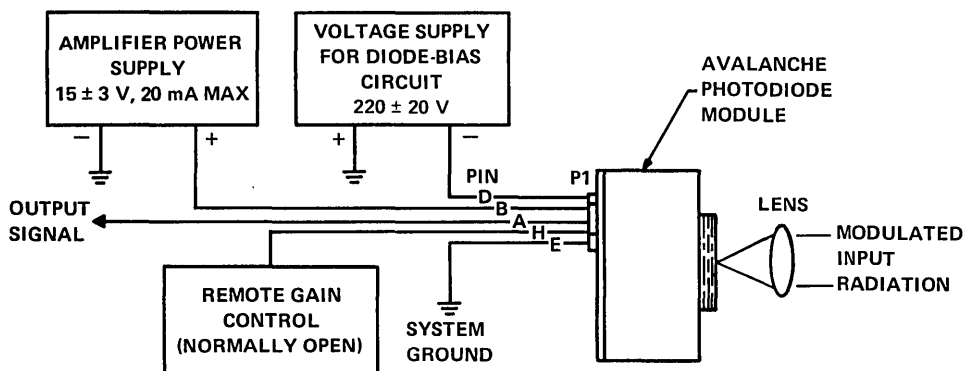 AMPLIFIER POWER
SUPPLY
15 ± 3 V, 20 mA MAX
− +
VOLTAGE SUPPLY
FOR DIODE-BIAS
CIRCUIT
220 ± 20 V
+ −
AVALANCHE
PHOTODIODE
MODULE
PIN
P1
D
B
A
H
E
OUTPUT
SIGNAL
LENS
MODULATED
INPUT
RADIATION
REMOTE GAIN
CONTROL
(NORMALLY OPEN)
SYSTEM
GROUND